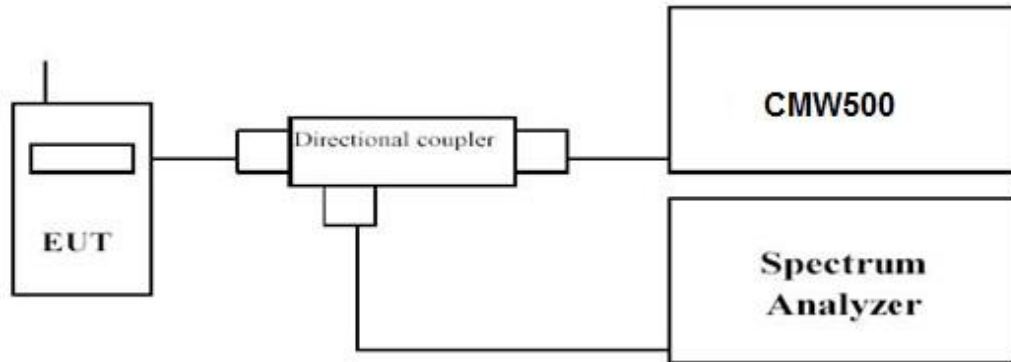 CMW500
Directional coupler
EUT
Spectrum
Analyzer